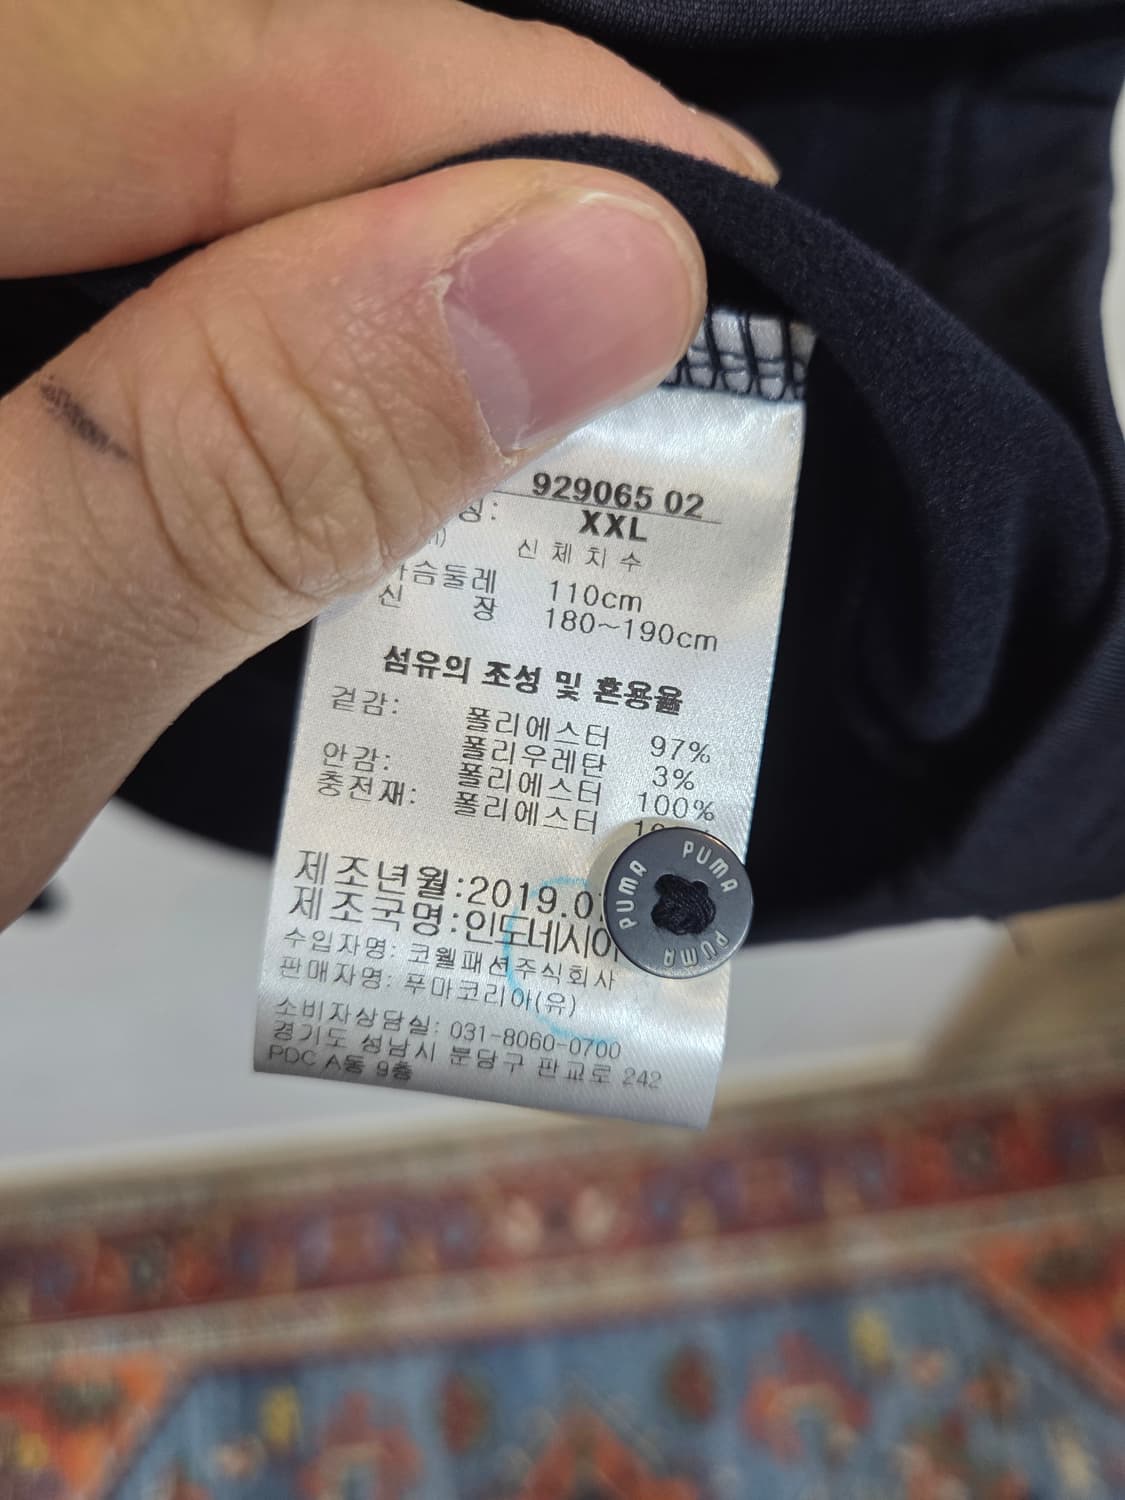 929065 02
XXL
신체치수
가슴둘레 110cm
신 장 180~190cm
섬유의 조성 및 혼용율
겉감: 폴리에스터 97%
폴리우레탄 3%
안감: 폴리에스터 100%
충전재: 폴리에스터
제조년월:2019.0
제조국명:인도네시아
수입자명: 코웰패션주식회사
판매자명: 푸마코리아(유)
소비자상담실: 031-8060-0700
경기도 성남시 분당구 판교로 242
PDC A동 9층
PUMA
PUMA
PUMA